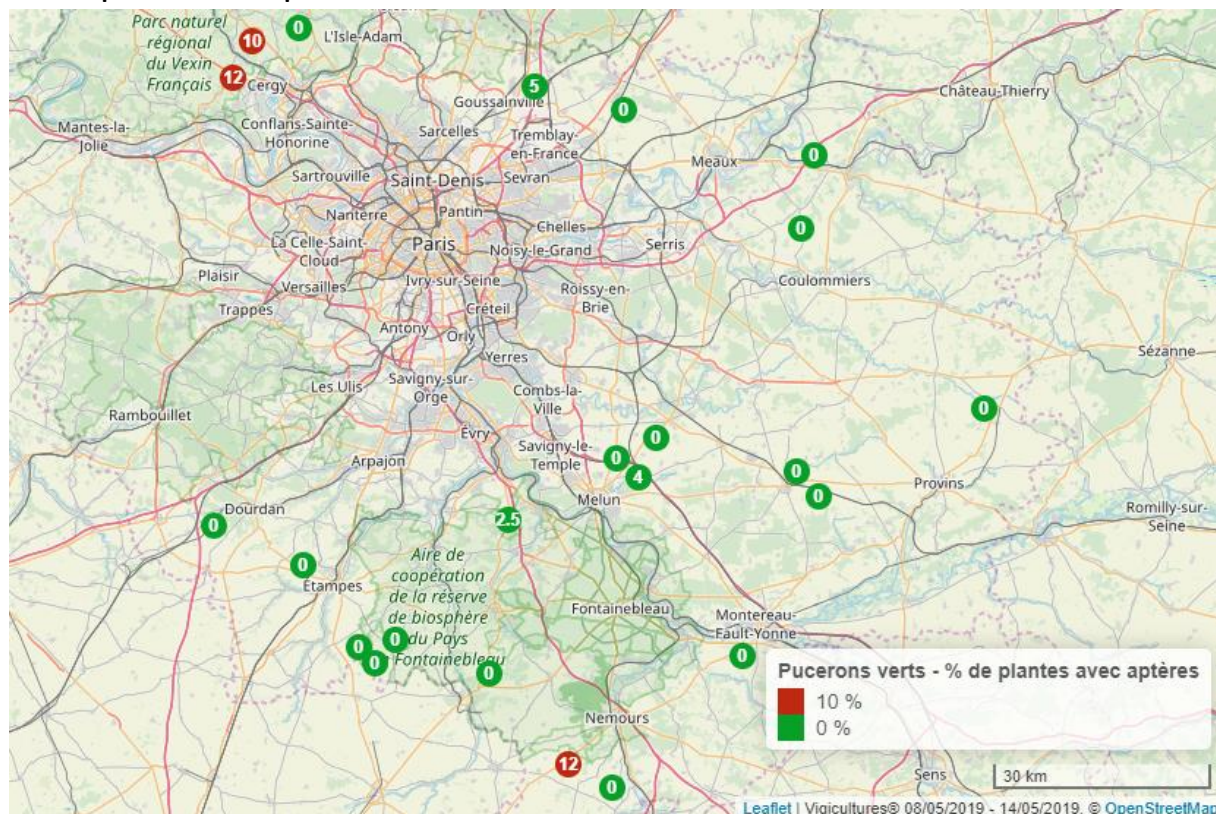 Parc naturel
régional
du Vexin
Français
10
0
L'Isle-Adam
12
Cergy
5
Goussainville
0
Château-Thierry
Mantes-la-
Jolie
Conflans-Sainte-
Honorine
Sarcelles
Tremblay-
en-France
Meaux
0
Sartrouville
Saint-Denis
Sevran
Nanterre
Pantin
Chelles
0
La Celle-Saint-
Cloud
Paris
Noisy-le-Grand
Serris
Plaisir
Versailles
Ivry-sur-Seine
Roissy-en-
Brie
Coulommiers
Trappes
Créteil
Antony
Orly
Yerres
Sézanne
Les Ulis
Savigny-sur-
Orge
Combs-la-
Ville
Rambouillet
0
Évry
Savigny-le-
Temple
0
0
4
Arpajon
0
0
Provins
Melun
Romilly-sur-
Seine
Dourdan
0
2.5
Aire de
coopération
de la réserve
de biosphère
du Pays
Fontainebleau
0
Étampes
Fontainebleau
Montereau-
Fault-Yonne
0
0
0
0
0
Pucerons verts - % de plantes avec aptères
10 %
0 %
Nemours
12
0
Sens
30 km
Leaflet | Vigicultures® 08/05/2019 - 14/05/2019, © OpenStreetMap